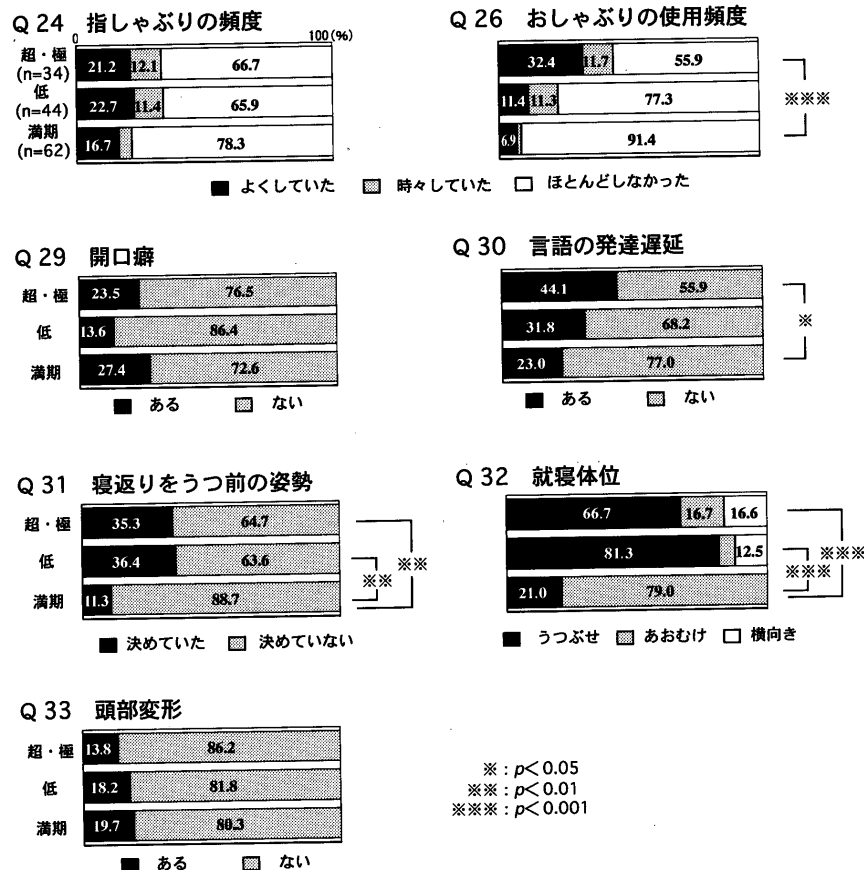 Q 24 指しゃぶりの頻度
0 100(%)
超・極
(n=34)
21.2 12.1 66.7
低
(n=44)
22.7 11.4 65.9
満期
(n=62)
16.7 78.3
Q 26 おしゃぶりの使用頻度
32.4 11.7 55.9
11.4 11.3 77.3
6.9 91.4
※※※
よくしていた 時々していた ほとんどしなかった
Q 29 開口癖
超・極 23.5 76.5
低 13.6 86.4
満期 27.4 72.6
ある ない
Q 30 言語の発達遅延
44.1 55.9
31.8 68.2
23.0 77.0
※
ある ない
Q 31 寝返りをうつ前の姿勢
超・極 35.3 64.7
低 36.4 63.6
満期 11.3 88.7
※※
※※
決めていた 決めていない
Q 32 就寝体位
66.7 16.7 16.6
81.3 12.5
21.0 79.0
※※※
※※※
うつぶせ あおむけ 横向き
Q 33 頭部変形
超・極 13.8 86.2
低 18.2 81.8
満期 19.7 80.3
ある ない
※ : p< 0.05
※※ : p< 0.01
※※※ : p< 0.001